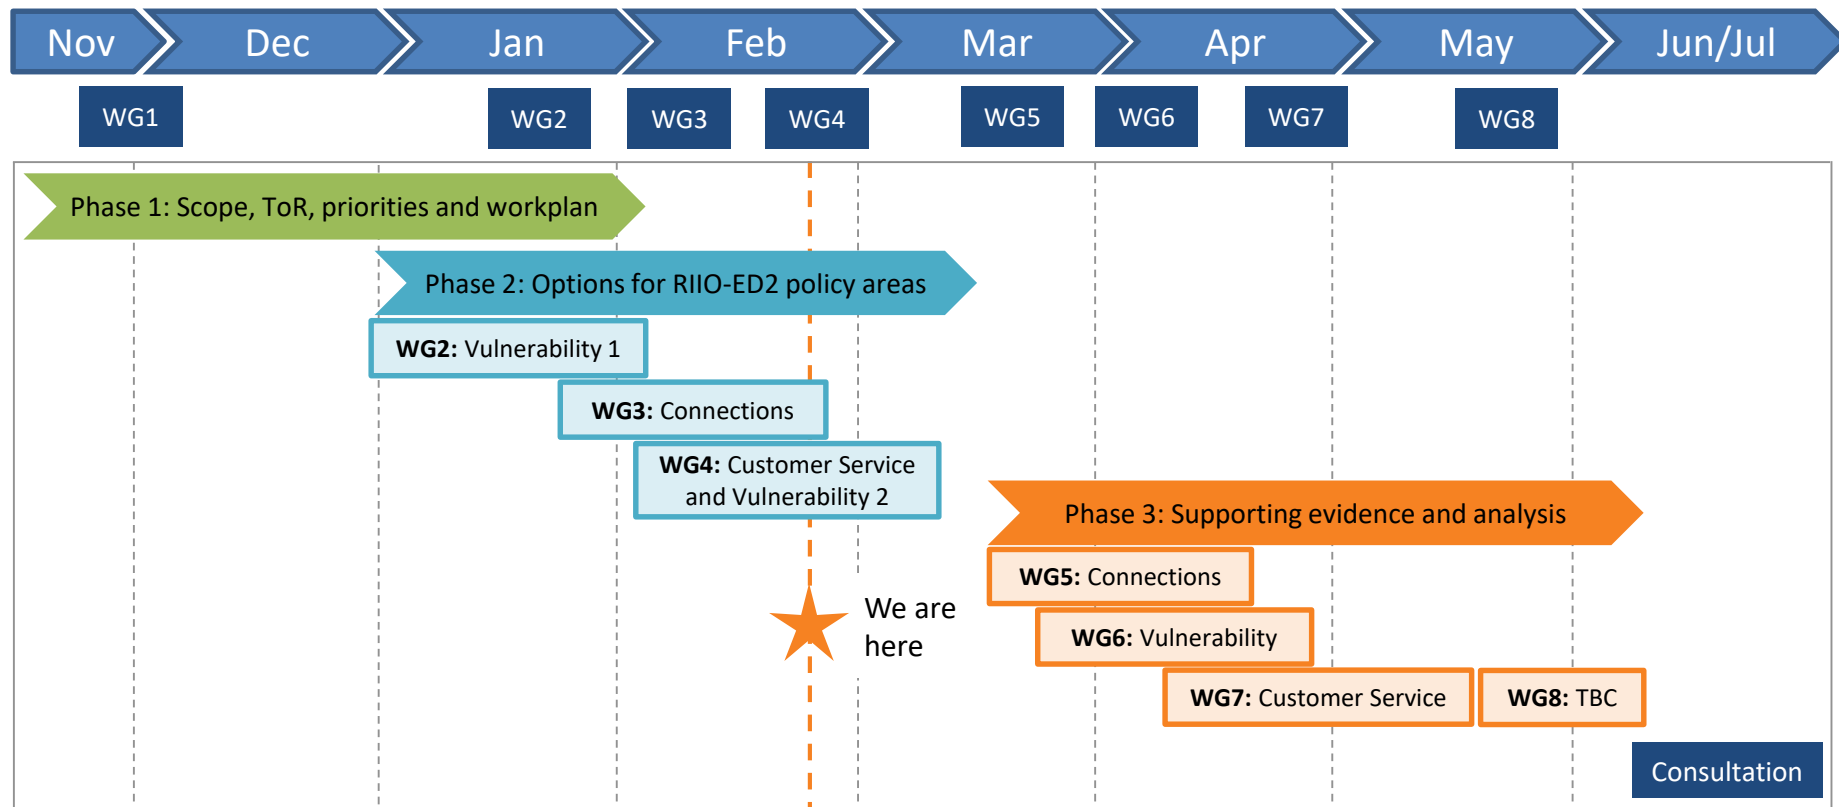 Nov Dec Jan Feb Mar Apr May Jun/Jul
WG1 WG2 WG3 WG4 WG5 WG6 WG7 WG8
Phase 1: Scope, ToR, priorities and workplan
Phase 2: Options for RIIO-ED2 policy areas
WG2: Vulnerability 1
WG3: Connections
WG4: Customer Service
and Vulnerability 2
Phase 3: Supporting evidence and analysis
WG5: Connections
We are
here
WG6: Vulnerability
WG7: Customer Service
WG8: TBC
Consultation